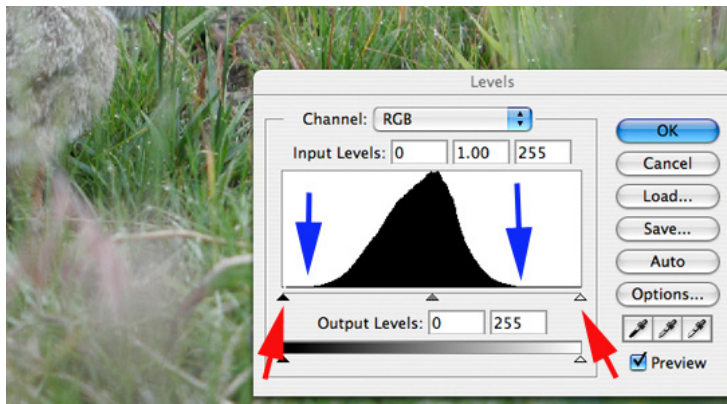 Levels
Channel: RGB
Input Levels: 0 1.00 255
Output Levels: 0 255
OK
Cancel
Load...
Save...
Auto
Options...
Preview